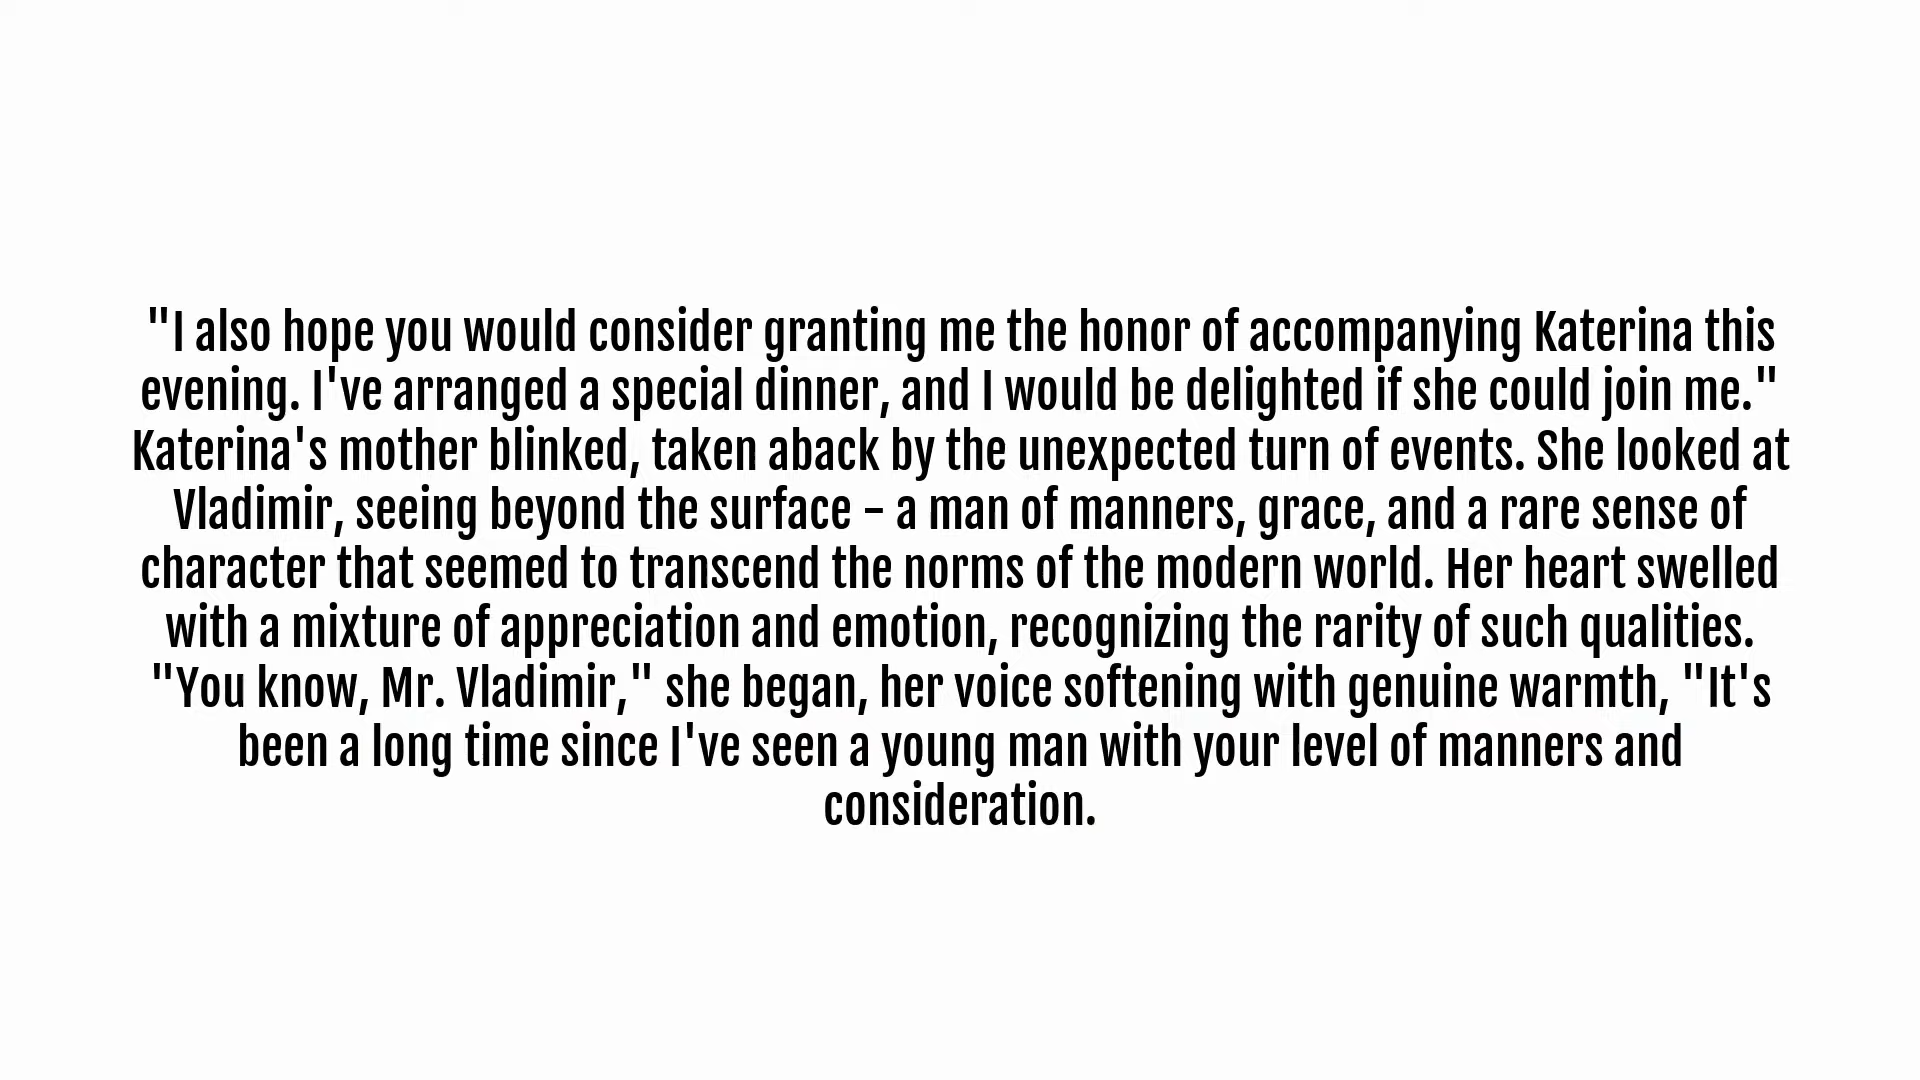 "I also hope you would consider granting me the honor of accompanying Katerina this
evening. I've arranged a special dinner, and I would be delighted if she could join me."
Katerina's mother blinked, taken aback by the unexpected turn of events. She looked at
Vladimir, seeing beyond the surface – a man of manners, grace, and a rare sense of
character that seemed to transcend the norms of the modern world. Her heart swelled
with a mixture of appreciation and emotion, recognizing the rarity of such qualities.
"You know, Mr. Vladimir," she began, her voice softening with genuine warmth, "It's
been a long time since I've seen a young man with your level of manners and
consideration.